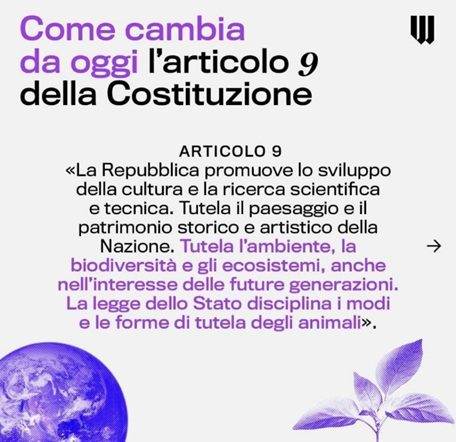 Come cambia
da oggi l'articolo 9
della Costituzione
ARTICOLO 9
«La Repubblica promuove lo sviluppo
della cultura e la ricerca scientifica
e tecnica. Tutela il paesaggio e il
patrimonio storico e artistico della
Nazione. Tutela l'ambiente, la
biodiversità e gli ecosistemi, anche
nell'interesse delle future generazioni.
La legge dello Stato disciplina i modi
e le forme di tutela degli animali».